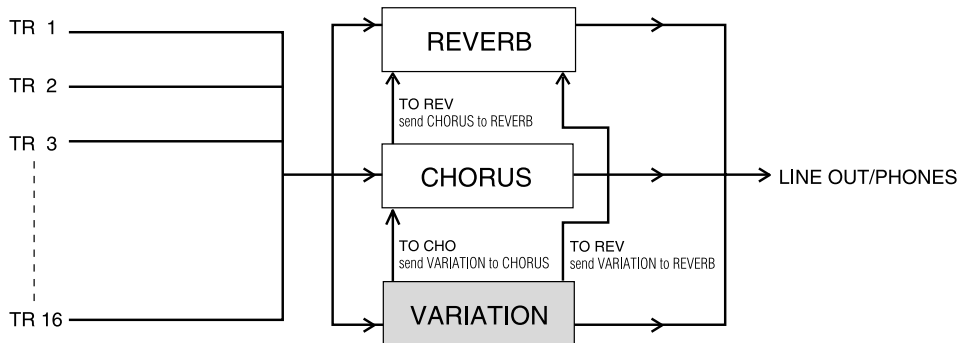 TR 1
TR 2
TR 3
TR 16
REVERB
TO REV
send CHORUS to REVERB
CHORUS
LINE OUT/PHONES
TO CHO
send VARIATION to CHORUS
TO REV
send VARIATION to REVERB
VARIATION